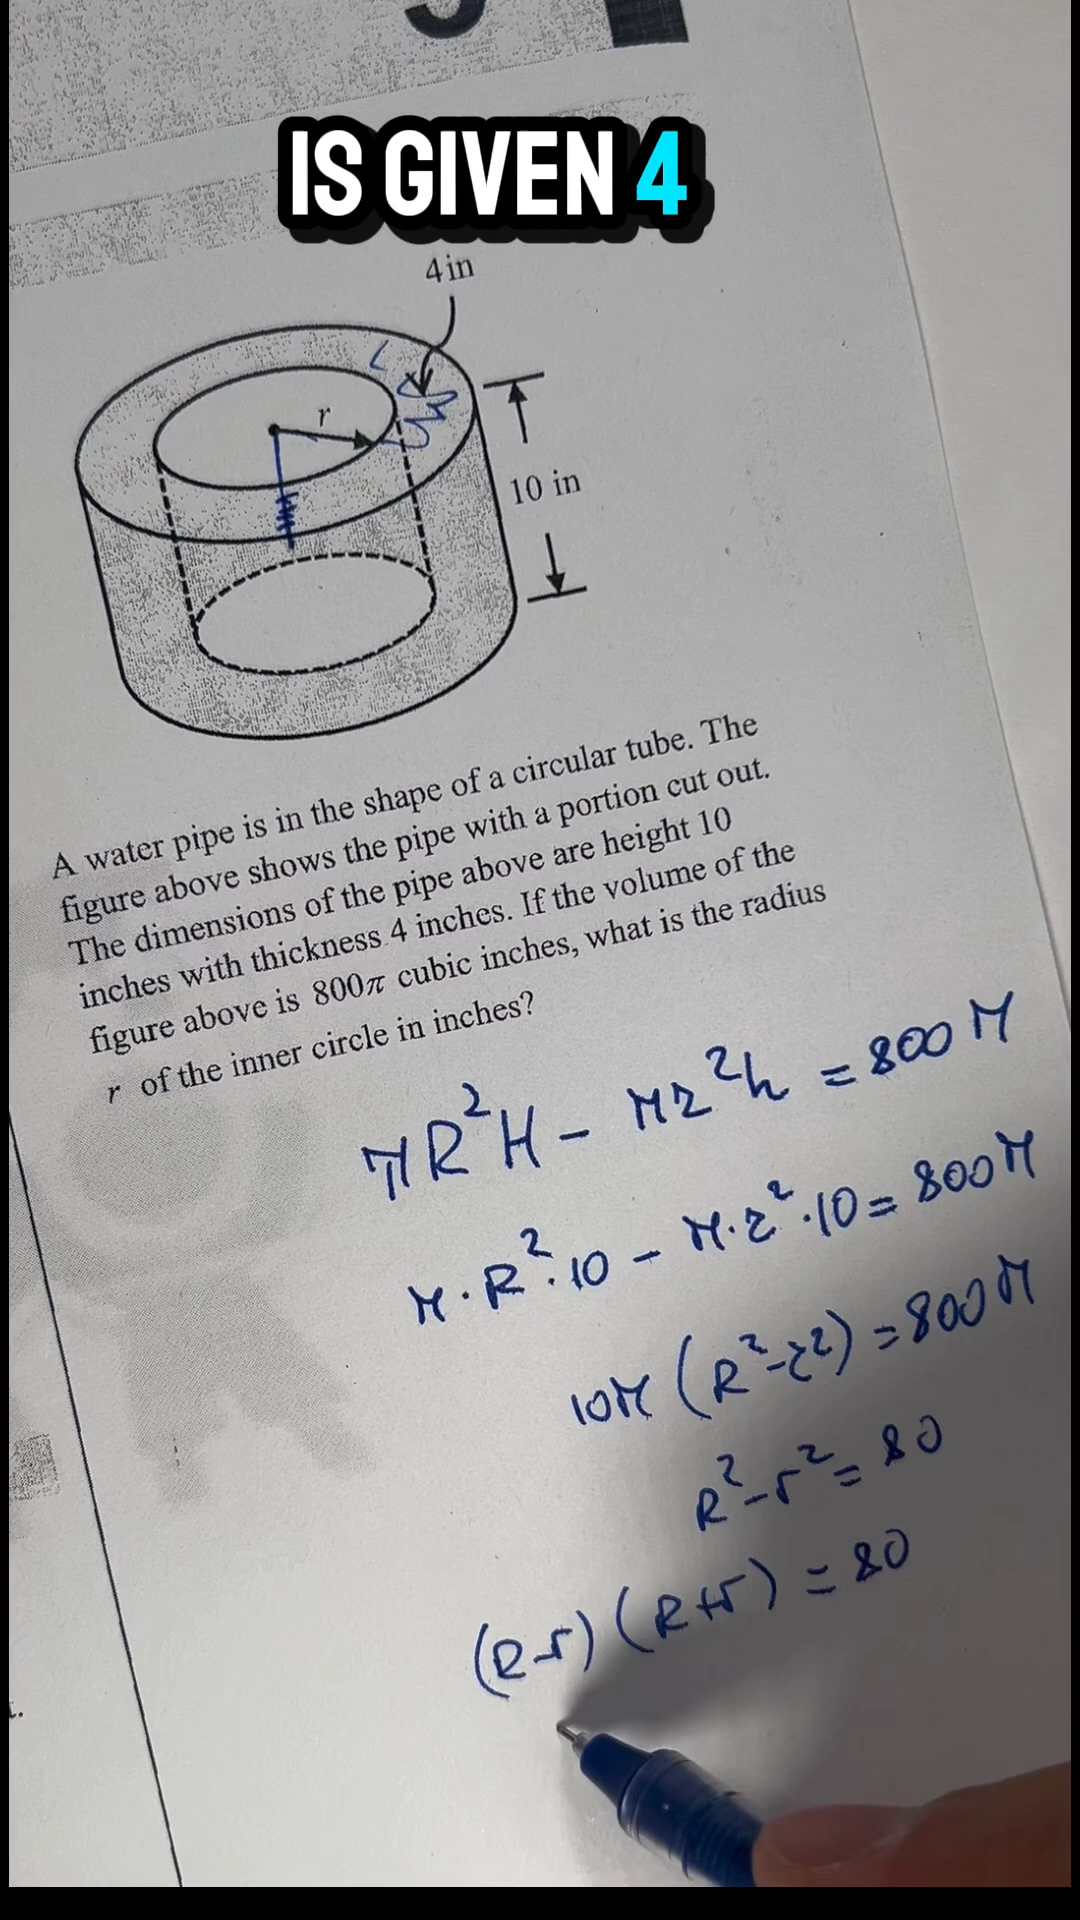 IS GIVEN 4
4in
r
10 in
A water pipe is in the shape of a circular tube. The
figure above shows the pipe with a portion cut out.
The dimensions of the pipe above are height 10
inches with thickness 4 inches. If the volume of the
figure above is 800π cubic inches, what is the radius
r of the inner circle in inches?
πR²H - πr²h = 800π
π·R²·10 - π·r²·10 = 800π
10π (R²-r²) = 800π
R²-r² = 80
(R-r) (R+r) = 80